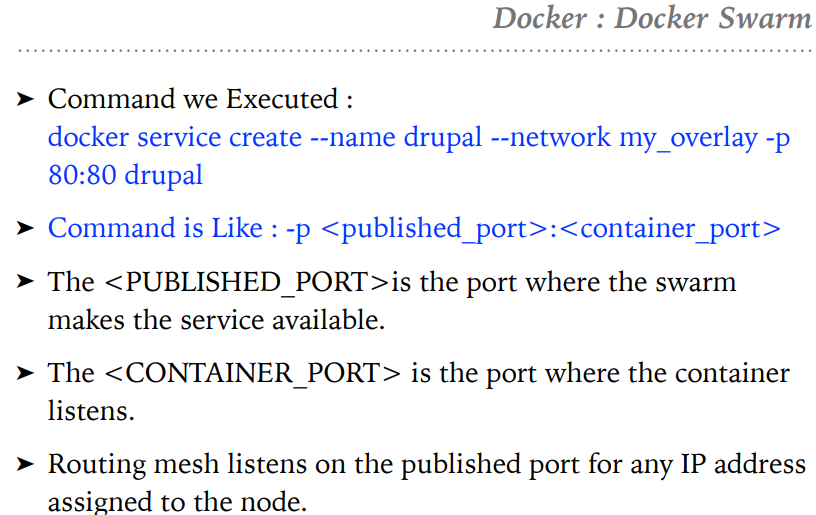 Docker : Docker Swarm
➤ Command we Executed :
docker service create --name drupal --network my_overlay -p
80:80 drupal
➤ Command is Like : -p <published_port>:<container_port>
➤ The <PUBLISHED_PORT>is the port where the swarm
makes the service available.
➤ The <CONTAINER_PORT> is the port where the container
listens.
➤ Routing mesh listens on the published port for any IP address
assigned to the node.